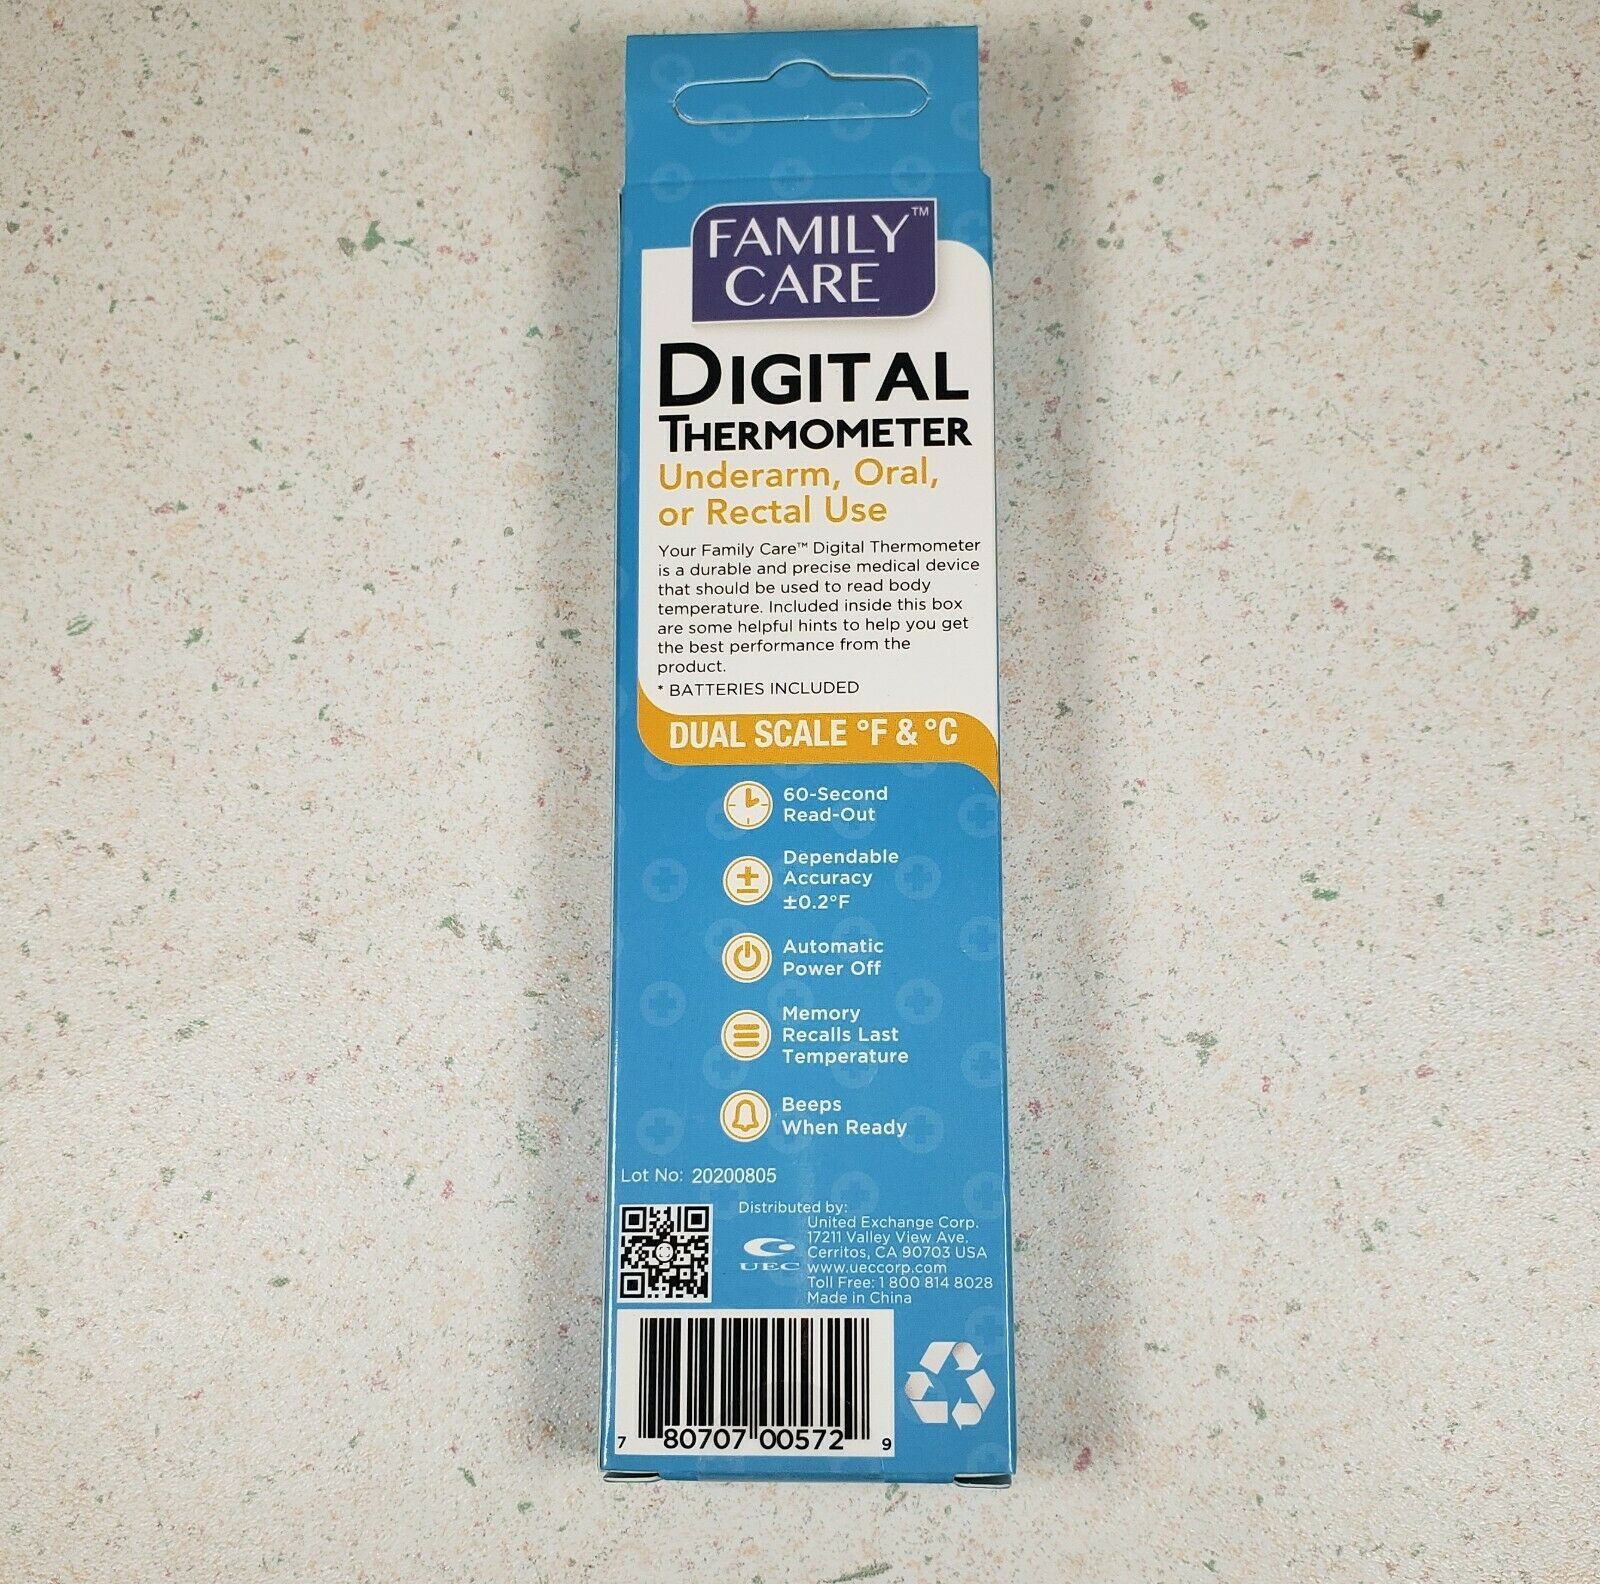 FAMILY™
CARE
DIGITAL
THERMOMETER
Underarm, Oral,
or Rectal Use
Your Family Care™ Digital Thermometer
is a durable and precise medical device
that should be used to read body
temperature. Included inside this box
are some helpful hints to help you get
the best performance from the
product.
* BATTERIES INCLUDED
DUAL SCALE °F & °C
60-Second
Read-Out
Dependable
Accuracy
±0.2°F
Automatic
Power Off
Memory
Recalls Last
Temperature
Beeps
When Ready
Lot No: 20200805
Distributed by:
United Exchange Corp.
17211 Valley View Ave.
Cerritos, CA 90703 USA
UEC
www.ueccorp.com
Toll Free: 1 800 814 8028
Made in China
7 80707 00572 9